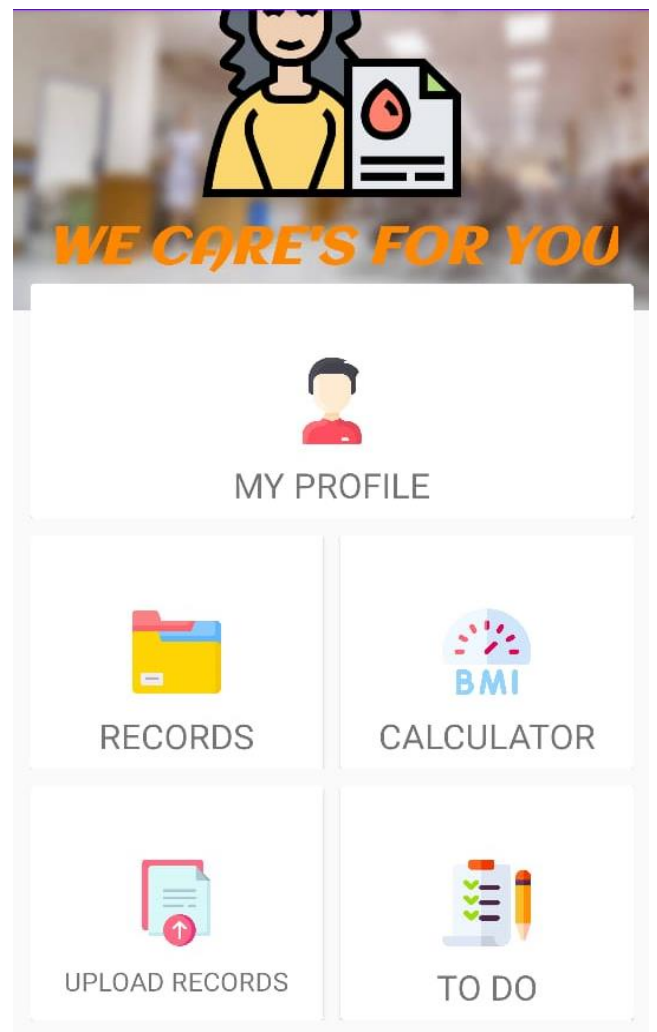 WE CARE'S FOR YOU
MY PROFILE
RECORDS
BMI
CALCULATOR
UPLOAD RECORDS
TO DO